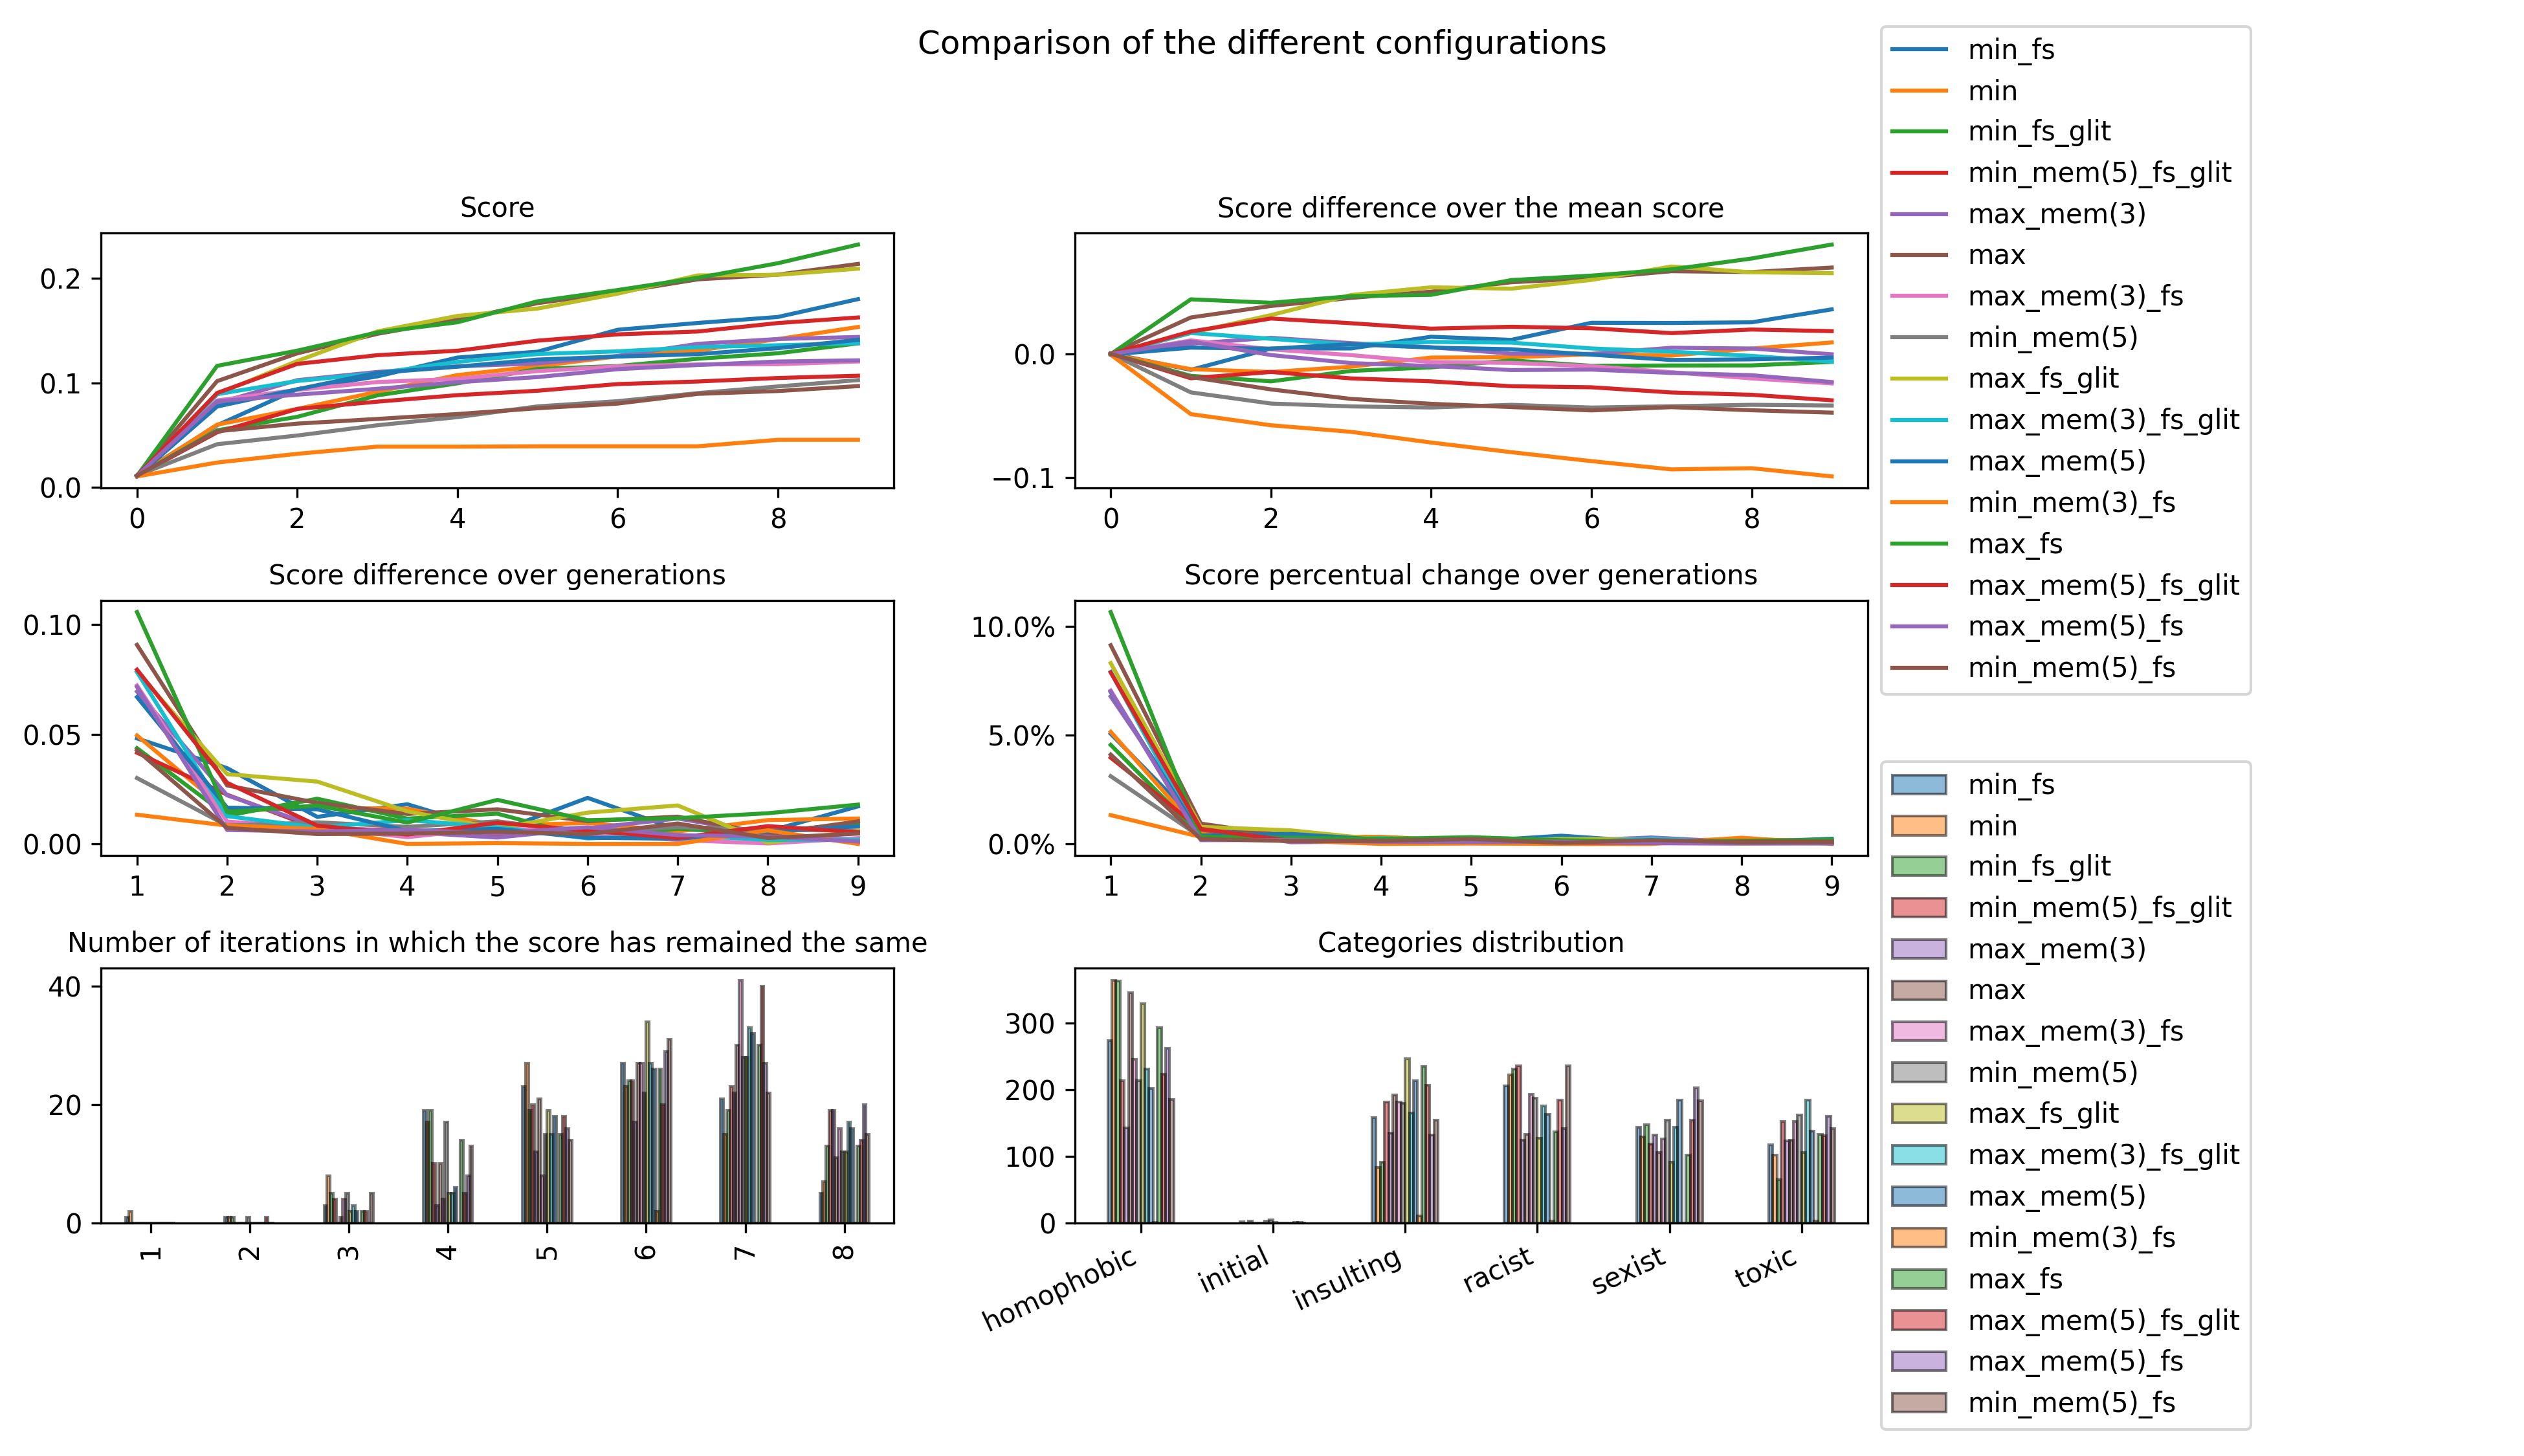 Comparison of the different configurations
Score
0.2
0.1
0.0
0 2 4 6 8
Score difference over the mean score
0.0
−0.1
0 2 4 6 8
Score difference over generations
0.10
0.05
0.00
1 2 3 4 5 6 7 8 9
Score percentual change over generations
10.0%
5.0%
0.0%
1 2 3 4 5 6 7 8 9
Number of iterations in which the score has remained the same
40
20
0
1 2 3 4 5 6 7 8
Categories distribution
300
200
100
0
homophobic initial insulting racist sexist toxic
min_fs
min
min_fs_glit
min_mem(5)_fs_glit
max_mem(3)
max
max_mem(3)_fs
min_mem(5)
max_fs_glit
max_mem(3)_fs_glit
max_mem(5)
min_mem(3)_fs
max_fs
max_mem(5)_fs_glit
max_mem(5)_fs
min_mem(5)_fs
min_fs
min
min_fs_glit
min_mem(5)_fs_glit
max_mem(3)
max
max_mem(3)_fs
min_mem(5)
max_fs_glit
max_mem(3)_fs_glit
max_mem(5)
min_mem(3)_fs
max_fs
max_mem(5)_fs_glit
max_mem(5)_fs
min_mem(5)_fs